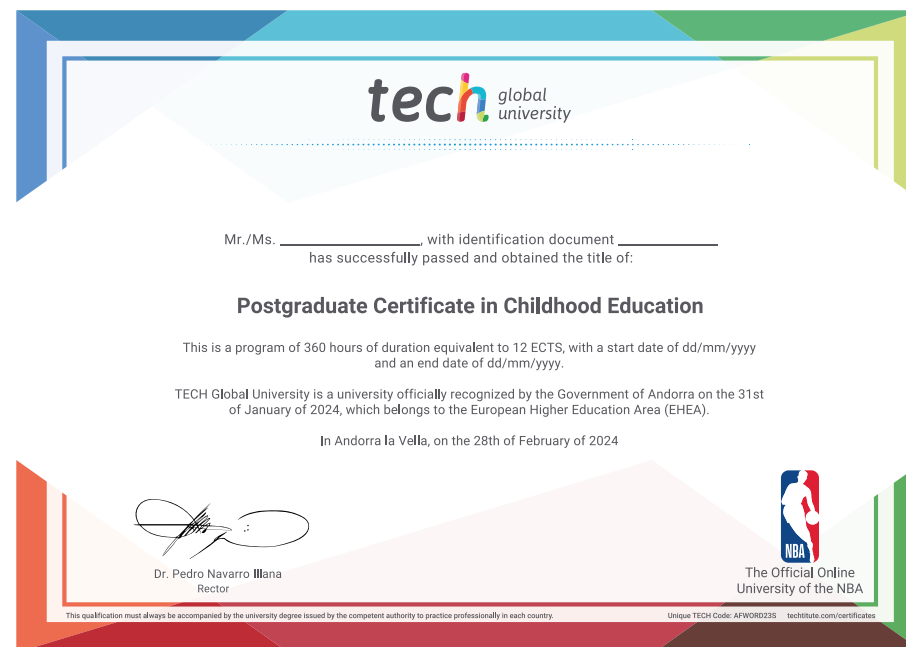 tech global university
Mr./Ms. ____________, with identification document ____________
has successfully passed and obtained the title of:
Postgraduate Certificate in Childhood Education
This is a program of 360 hours of duration equivalent to 12 ECTS, with a start date of dd/mm/yyyy
and an end date of dd/mm/yyyy.
TECH Global University is a university officially recognized by the Government of Andorra on the 31st
of January of 2024, which belongs to the European Higher Education Area (EHEA).
In Andorra la Vella, on the 28th of February of 2024
Dr. Pedro Navarro Illana
Rector
NBA
The Official Online
University of the NBA
This qualification must always be accompanied by the university degree issued by the competent authority to practice professionally in each country.
Unique TECH Code: AFWORD23S techtitute.com/certificates